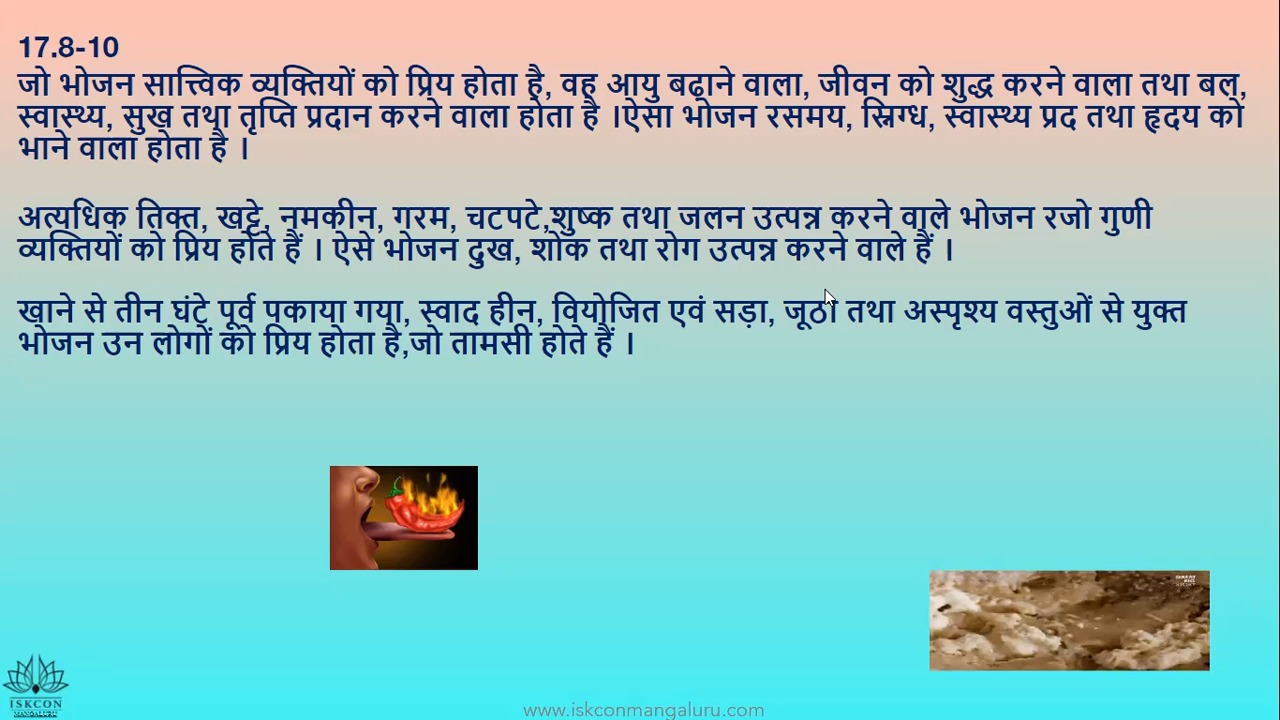 17.8-10
जो भोजन सात्त्विक व्यक्तियों को प्रिय होता है, वह आयु बढ़ाने वाला, जीवन को शुद्ध करने वाला तथा बल,
स्वास्थ्य, सुख तथा तृप्ति प्रदान करने वाला होता है ।ऐसा भोजन रसमय, स्निग्ध, स्वास्थ्य प्रद तथा हृदय को
भाने वाला होता है ।
अत्यधिक तिक्त, खट्टे, नमकीन, गरम, चटपटे,शुष्क तथा जलन उत्पन्न करने वाले भोजन रजो गुणी
व्यक्तियों को प्रिय होते हैं । ऐसे भोजन दुख, शोक तथा रोग उत्पन्न करने वाले हैं ।
खाने से तीन घंटे पूर्व पकाया गया, स्वाद हीन, वियोजित एवं सड़ा, जूठा तथा अस्पृश्य वस्तुओं से युक्त
भोजन उन लोगों को प्रिय होता है,जो तामसी होते हैं ।
ISKCON
MANGALURU
www.iskconmangaluru.com